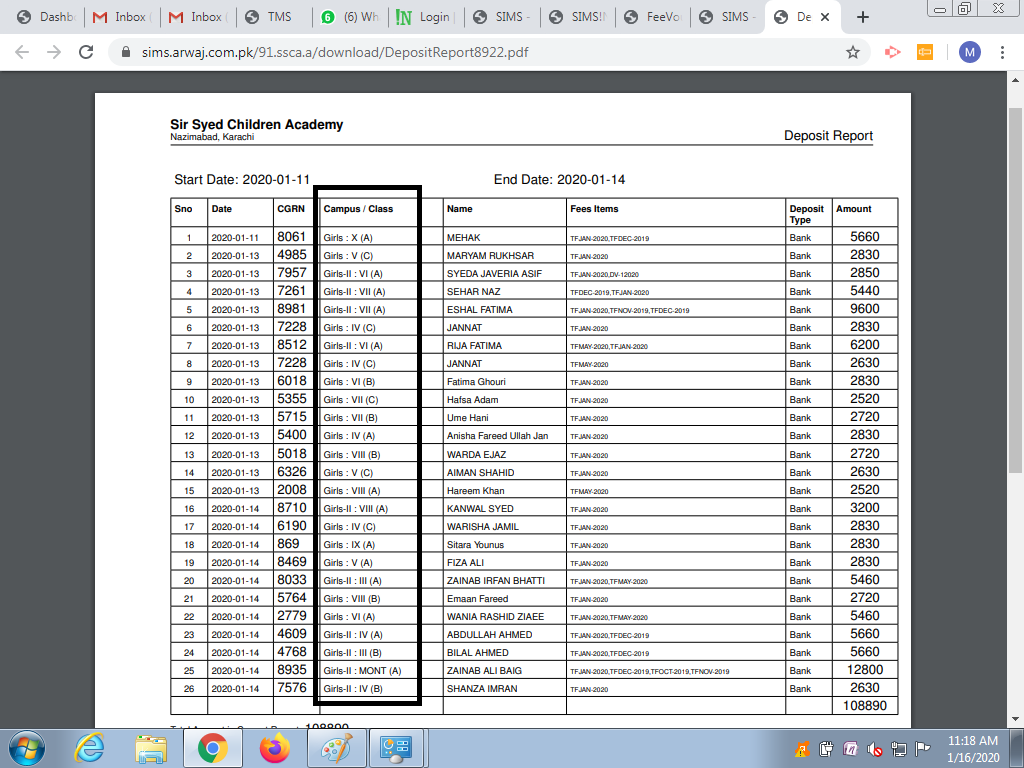 Dashb
Inbox (
Inbox (
TMS
6 (6) Wh
Login
SIMS -
SIMS!
FeeVo
SIMS -
De
sims.arwaj.com.pk/91.ssca.a/download/DepositReport8922.pdf
M
Sir Syed Children Academy
Nazimabad, Karachi
Deposit Report
Start Date: 2020-01-11 End Date: 2020-01-14
Sno Date CGRN Campus / Class Name Fees Items Deposit Type Amount
1 2020-01-11 8061 Girls : X (A) MEHAK TFJAN-2020,TFDEC-2019 Bank 5660
2 2020-01-13 4985 Girls : V (C) MARYAM RUKHSAR TFJAN-2020 Bank 2830
3 2020-01-13 7957 Girls-II : VI (A) SYEDA JAVERIA ASIF TFJAN-2020,DV-12020 Bank 2850
4 2020-01-13 7261 Girls-II : VII (A) SEHAR NAZ TFDEC-2019,TFJAN-2020 Bank 5440
5 2020-01-13 8981 Girls-II : VII (A) ESHAL FATIMA TFJAN-2020,TFNOV-2019,TFDEC-2019 Bank 9600
6 2020-01-13 7228 Girls : IV (C) JANNAT TFJAN-2020 Bank 2830
7 2020-01-13 8512 Girls-II : VI (A) RIJA FATIMA TFMAY-2020,TFJAN-2020 Bank 6200
8 2020-01-13 7228 Girls : IV (C) JANNAT TFMAY-2020 Bank 2630
9 2020-01-13 6018 Girls : VI (B) Fatima Ghouri TFJAN-2020 Bank 2830
10 2020-01-13 5355 Girls : VII (C) Hafsa Adam TFJAN-2020 Bank 2520
11 2020-01-13 5715 Girls : VII (B) Ume Hani TFJAN-2020 Bank 2720
12 2020-01-13 5400 Girls : IV (A) Anisha Fareed Ullah Jan TFJAN-2020 Bank 2830
13 2020-01-13 5018 Girls : VIII (B) WARDA EJAZ TFJAN-2020 Bank 2720
14 2020-01-13 6326 Girls : V (C) AIMAN SHAHID TFJAN-2020 Bank 2630
15 2020-01-13 2008 Girls : VIII (A) Hareem Khan TFMAY-2020 Bank 2520
16 2020-01-14 8710 Girls-II : VIII (A) KANWAL SYED TFJAN-2020 Bank 3200
17 2020-01-14 6190 Girls : IV (C) WARISHA JAMIL TFJAN-2020 Bank 2830
18 2020-01-14 869 Girls : IX (A) Sitara Younus TFJAN-2020 Bank 2830
19 2020-01-14 8469 Girls : V (A) FIZA ALI TFJAN-2020 Bank 2830
20 2020-01-14 8033 Girls-II : III (A) ZAINAB IRFAN BHATTI TFJAN-2020,TFMAY-2020 Bank 5460
21 2020-01-14 5764 Girls : VIII (B) Emaan Fareed TFJAN-2020 Bank 2720
22 2020-01-14 2779 Girls : VI (A) WANIA RASHID ZIAEE TFJAN-2020,TFMAY-2020 Bank 5460
23 2020-01-14 4609 Girls-II : IV (A) ABDULLAH AHMED TFJAN-2020,TFDEC-2019 Bank 5660
24 2020-01-14 4768 Girls-II : III (B) BILAL AHMED TFJAN-2020,TFDEC-2019 Bank 5660
25 2020-01-14 8935 Girls-II : MONT (A) ZAINAB ALI BAIG TFJAN-2020,TFDEC-2019,TFOCT-2019,TFNOV-2019 Bank 12800
26 2020-01-14 7576 Girls-II : IV (B) SHANZA IMRAN TFJAN-2020 Bank 2630
108890
108890
11:18 AM
1/16/2020